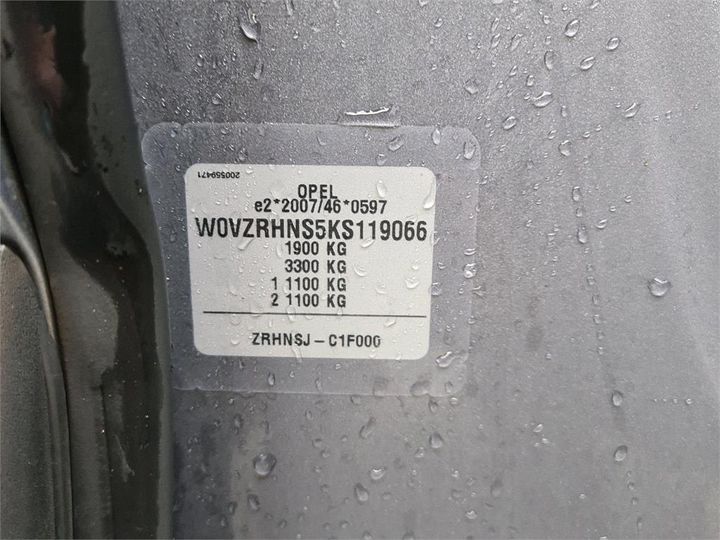 200559471
OPEL
e2*2007/46*0597
W0VZRHNS5KS119066
1900 KG
3300 KG
1 1100 KG
2 1100 KG
ZRHNSJ-C1F000